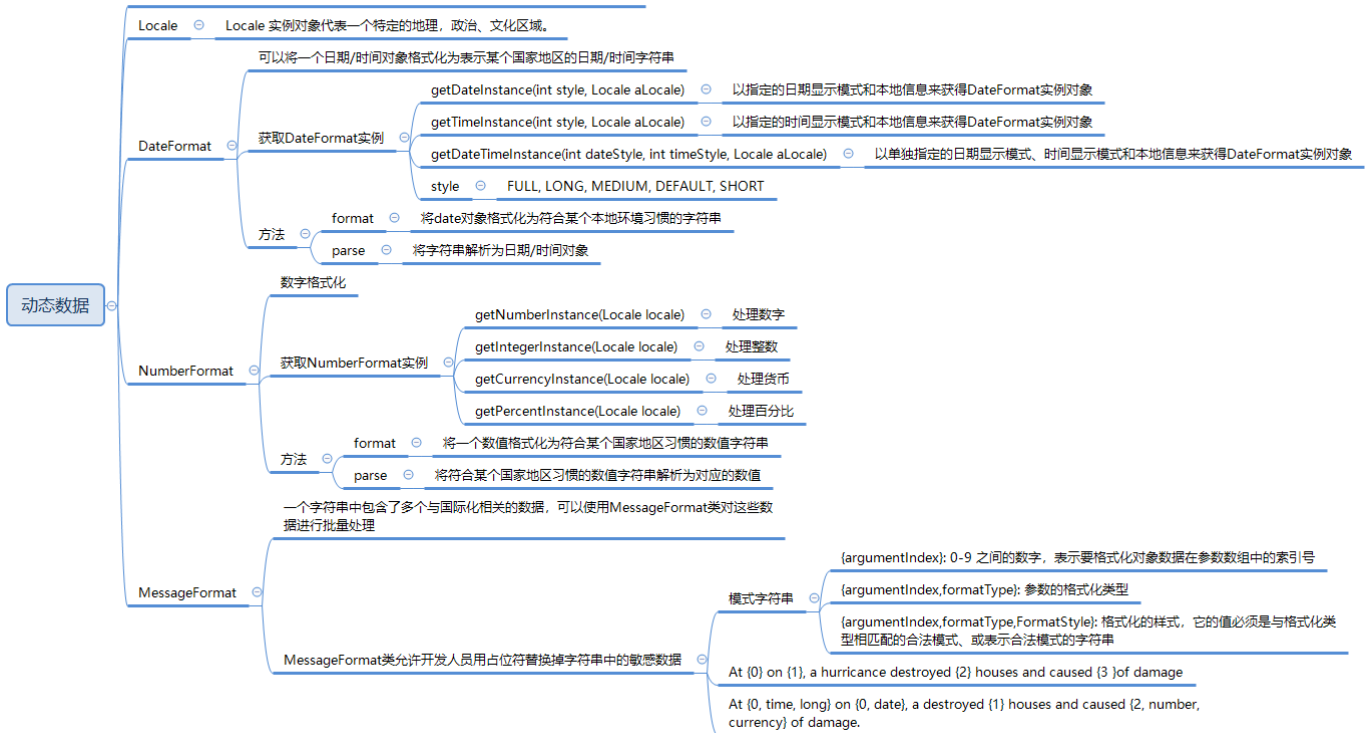 Locale
Locale 实例对象代表一个特定的地理，政治、文化区域。
可以将一个日期/时间对象格式化为表示某个国家地区的日期/时间字符串
DateFormat
获取DateFormat实例
getDateInstance(int style, Locale aLocale)
以指定的日期显示模式和本地信息来获得DateFormat实例对象
getTimeInstance(int style, Locale aLocale)
以指定的时间显示模式和本地信息来获得DateFormat实例对象
getDateTimeInstance(int dateStyle, int timeStyle, Locale aLocale)
以单独指定的日期显示模式、时间显示模式和本地信息来获得DateFormat实例对象
style
FULL, LONG, MEDIUM, DEFAULT, SHORT
方法
format
将date对象格式化为符合某个本地环境习惯的字符串
parse
将字符串解析为日期/时间对象
动态数据
数字格式化
NumberFormat
获取NumberFormat实例
getNumberInstance(Locale locale)
处理数字
getIntegerInstance(Locale locale)
处理整数
getCurrencyInstance(Locale locale)
处理货币
getPercentInstance(Locale locale)
处理百分比
方法
format
将一个数值格式化为符合某个国家地区习惯的数值字符串
parse
将符合某个国家地区习惯的数值字符串解析为对应的数值
一个字符串中包含了多个与国际化相关的数据，可以使用MessageFormat类对这些数
据进行批量处理
MessageFormat
MessageFormat类允许开发人员用占位符替换掉字符串中的敏感数据
模式字符串
{argumentIndex}: 0-9 之间的数字，表示要格式化对象数据在参数数组中的索引号
{argumentIndex,formatType}: 参数的格式化类型
{argumentIndex,formatType,FormatStyle}: 格式化的样式，它的值必须是与格式化类
型相匹配的合法模式、或表示合法模式的字符串
At {0} on {1}, a hurricance destroyed {2} houses and caused {3 }of damage
At {0, time, long} on {0, date}, a destroyed {1} houses and caused {2, number,
currency} of damage.